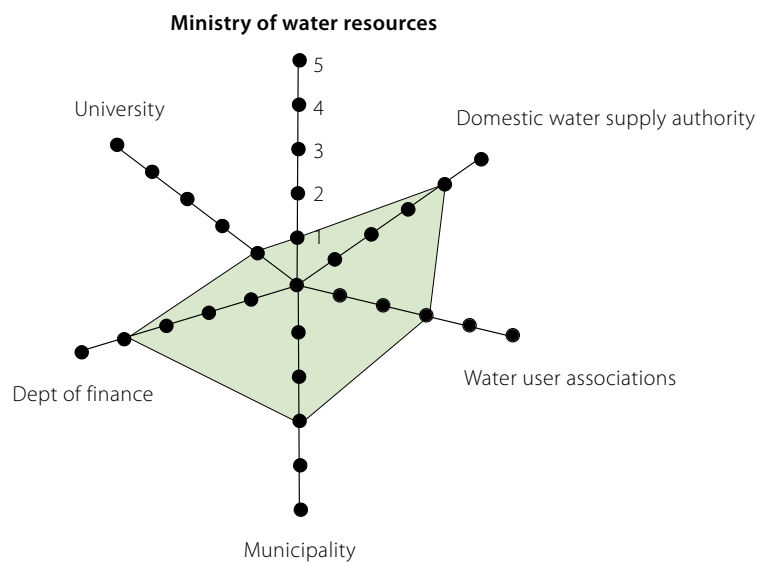 Ministry of water resources
5
University
4
Domestic water supply authority
3
2
1
Water user associations
Dept of finance
Municipality